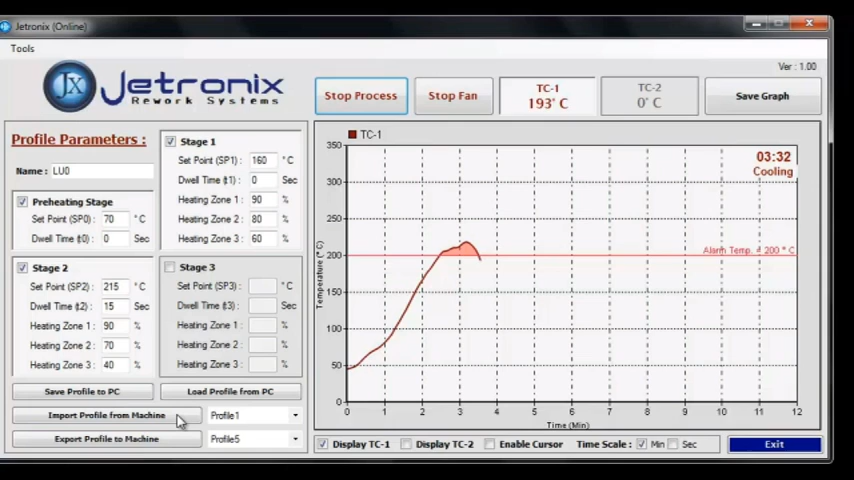 Jetronix (Online)
Tools
JX Jetronix
Rework Systems
Stop Process
Stop Fan
TC-1
193° C
TC-2
0° C
Ver : 1.00
Save Graph
Profile Parameters :
Name : LU0
Preheating Stage
Set Point (SP0) : 70 ° C
Dwell Time (t0) : 0 Sec
Stage 1
Set Point (SP1) : 160 ° C
Dwell Time (t1) : 0 Sec
Heating Zone 1 : 90 %
Heating Zone 2 : 80 %
Heating Zone 3 : 60 %
Stage 2
Set Point (SP2) : 215 ° C
Dwell Time (t2) : 15 Sec
Heating Zone 1 : 90 %
Heating Zone 2 : 70 %
Heating Zone 3 : 40 %
Stage 3
Set Point (SP3) : ° C
Dwell Time (t3) : Sec
Heating Zone 1 : %
Heating Zone 2 : %
Heating Zone 3 : %
Save Profile to PC
Load Profile from PC
Import Profile from Machine
Profile1
Export Profile to Machine
Profile5
TC-1
03:32
Cooling
Alarm Temp. = 200 ° C
Temperature (° C)
350
300
250
200
150
100
50
0
0 1 2 3 4 5 6 7 8 9 10 11 12
Time (Min)
Display TC-1 Display TC-2 Enable Cursor Time Scale : Min Sec
Exit